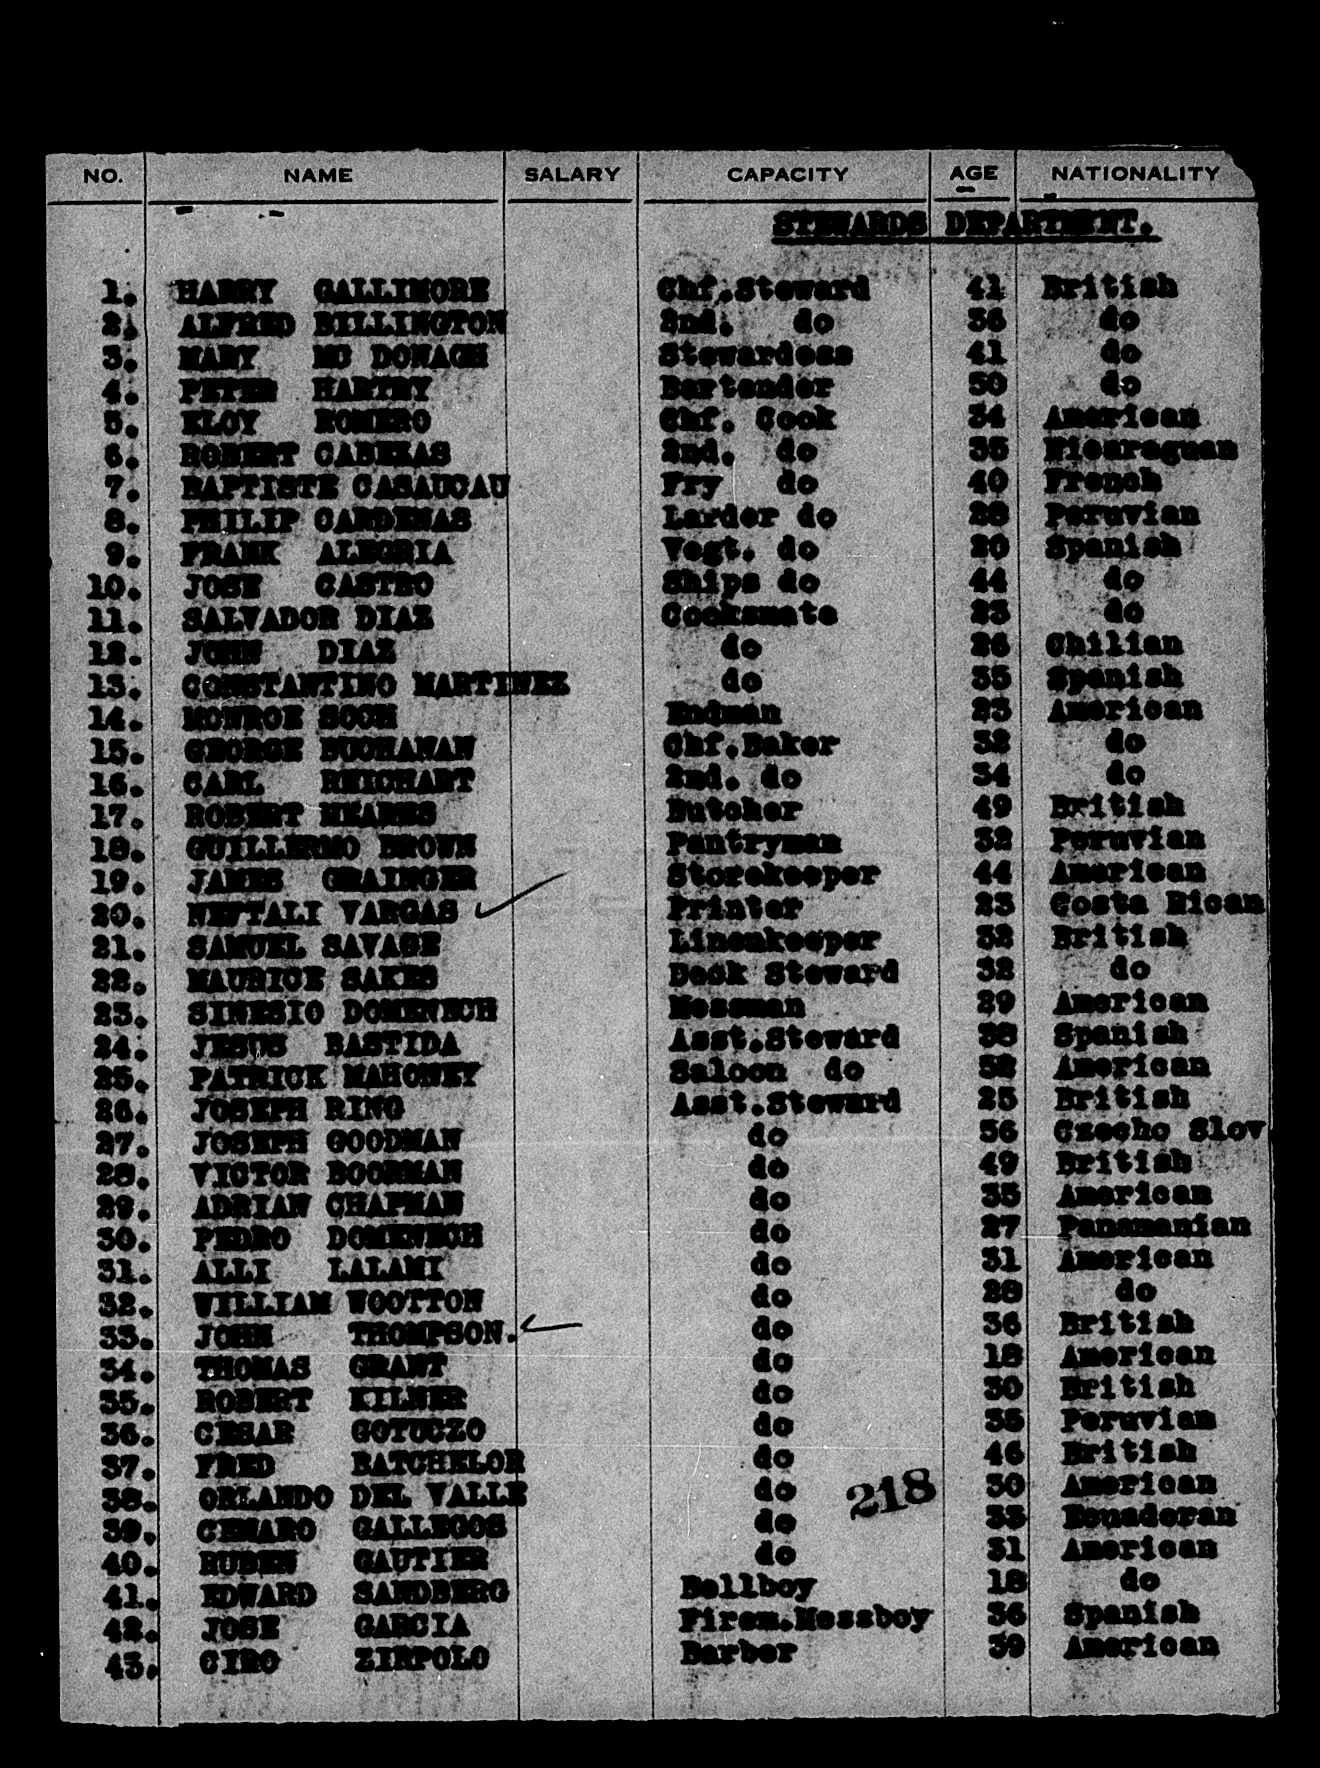 NO. NAME SALARY CAPACITY AGE NATIONALITY
STEWARDS DEPARTMENT.
1. HARRY GALLIMORE Chf.Steward 41 British
2. ALFRED BILLINGTON 2nd. do 36 do
3. MARY MC DONAGH Stewardess 41 do
4. PETER HARTRY Bartender 50 do
5. ELOY ROMERO Chf. Cook 34 American
6. ROBERT CABEZAS 2nd. do 35 Nicaraguan
7. BAPTISTE CASAUCAU Fry do 40 French
8. PHILIP CARDENAS Larder do 28 Peruvian
9. FRANK ALEGRIA Vegt. do 20 Spanish
10. JOSE CASTRO Ships do 44 do
11. SALVADOR DIAZ Cooksmate 23 do
12. JOHN DIAZ do 26 Chilian
13. CONSTANTINO MARTINEZ do 35 Spanish
14. MONROE SOOH Endman 23 American
15. GEORGE BUCHANAN Chf.Baker 32 do
16. CARL REICHART 2nd. do 34 do
17. ROBERT MEARES Butcher 49 British
18. GUILLERMO BROWN Pantryman 32 Peruvian
19. JAMES GRAINGER Storekeeper 44 American
20. NEFTALI VARGAS Printer 23 Costa Rican
21. SAMUEL SAVAGE Linenkeeper 32 British
22. MAURICE SAKES Deck Steward 32 do
23. SINESIO DOMENECH Messman 29 American
24. JESUS BASTIDA Asst.Steward 38 Spanish
25. PATRICK MAHONEY Saloon do 32 American
26. JOSEPH RING Asst.Steward 25 British
27. JOSEPH GOODMAN do 36 Czecho Slov
28. VICTOR BOORMAN do 49 British
29. ADRIAN CHAPMAN do 35 American
30. PEDRO DOMENECH do 27 Panamanian
31. ALLI LALAMI do 31 American
32. WILLIAM WOOTTON do 28 do
33. JOHN THOMPSON. do 36 British
34. THOMAS GRANT do 18 American
35. ROBERT KILNER do 30 British
36. CESAR GOTUCZO do 35 Peruvian
37. FRED BATCHELOR do 46 British
38. ORLANDO DEL VALLE do 30 American
39. GENARO GALLEGOS do 33 Ecuadoran
40. RUBEN GAUTIER do 31 American
41. EDWARD SANDBERG Bellboy 18 do
42. JOSE GARCIA Firem.Messboy 36 Spanish
43. CIRO ZIRPOLO Barber 39 American
218